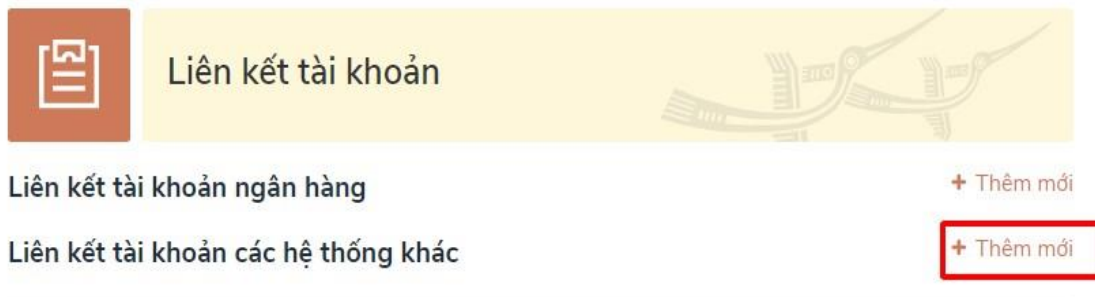 Liên kết tài khoản
Liên kết tài khoản ngân hàng + Thêm mới
Liên kết tài khoản các hệ thống khác + Thêm mới